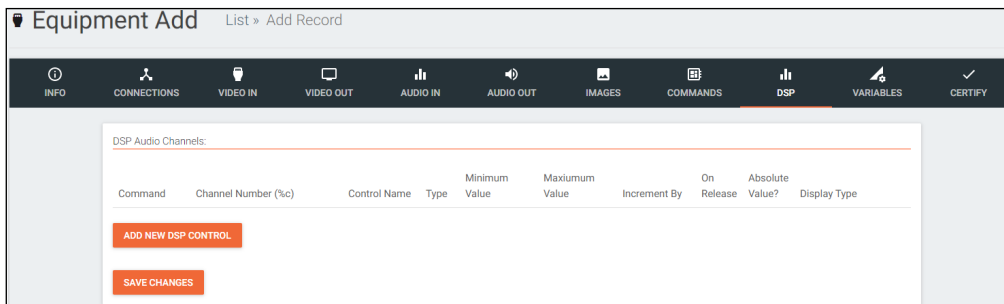 Equipment Add List » Add Record
INFO CONNECTIONS VIDEO IN VIDEO OUT AUDIO IN AUDIO OUT IMAGES COMMANDS DSP VARIABLES CERTIFY
DSP Audio Channels:
Command Channel Number (%c) Control Name Type Minimum Value Maxiumum Value Increment By On Release Absolute Value? Display Type
ADD NEW DSP CONTROL
SAVE CHANGES